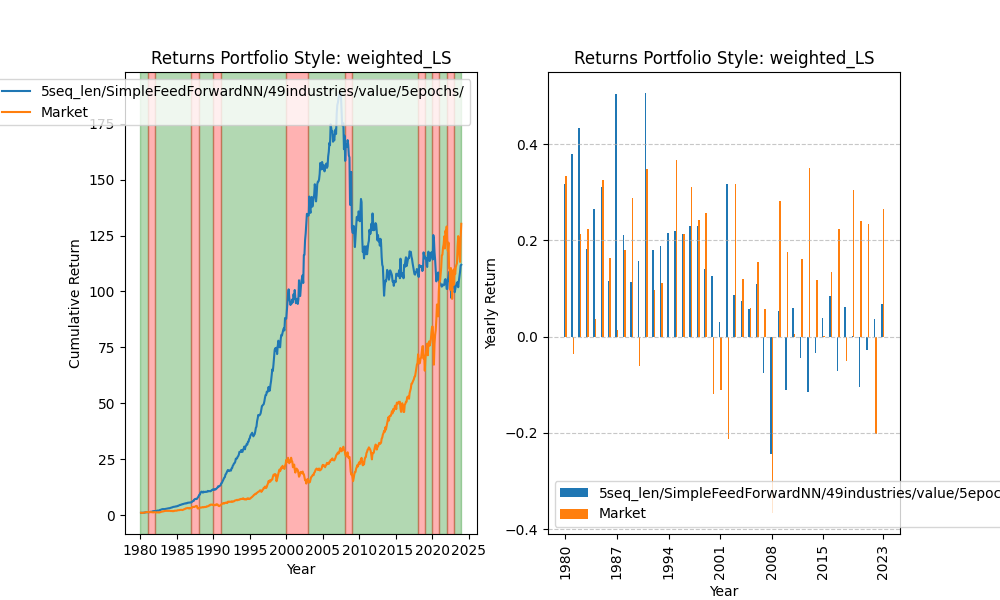 Returns Portfolio Style: weighted_LS
5seq_len/SimpleFeedForwardNN/49industries/value/5epochs/
Market
175
150
125
100
75
50
25
0
Cumulative Return
1980 1985 1990 1995 2000 2005 2010 2015 2020 2025
Year
Returns Portfolio Style: weighted_LS
0.4
0.2
0.0
−0.2
−0.4
Yearly Return
5seq_len/SimpleFeedForwardNN/49industries/value/5epoc
Market
1980 1987 1994 2001 2008 2015 2023
Year